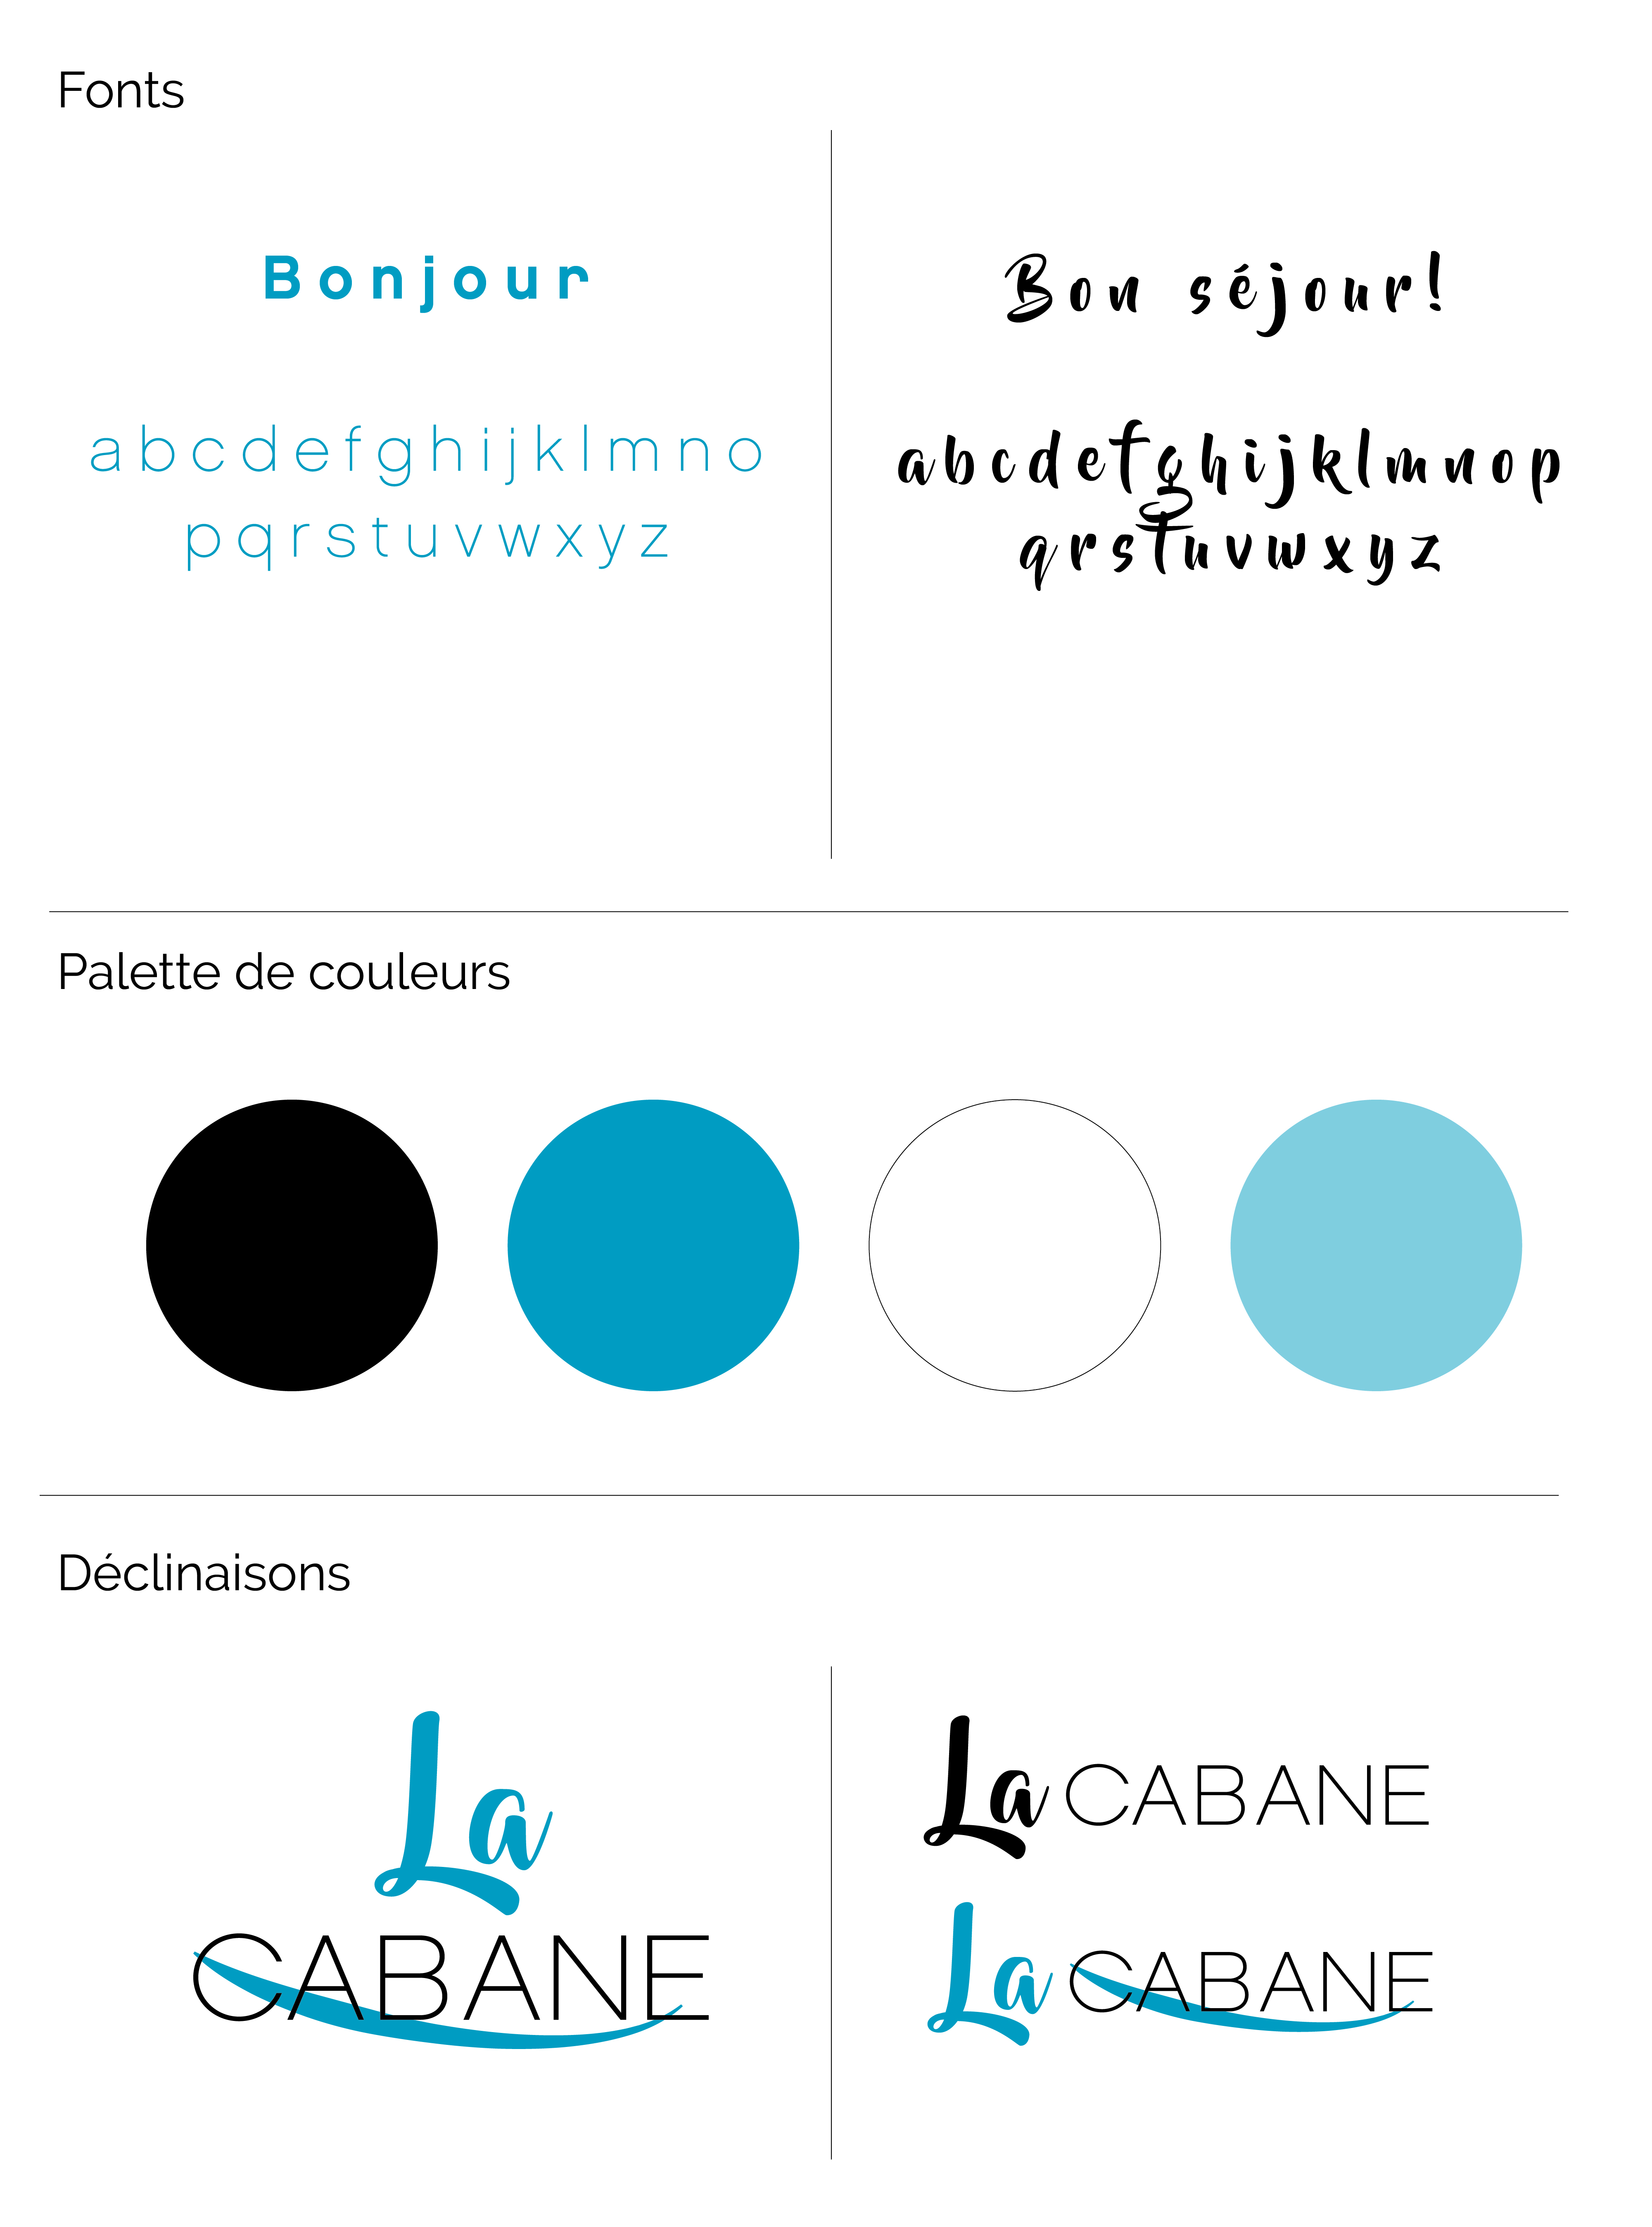 Fonts
Bonjour
abcdefghijklmno
pqrstuvwxyz
Bon séjour!
abcdefghijklmnop
qrstuvwxyz
Palette de couleurs
Déclinaisons
La
CABANE
La CABANE
La CABANE